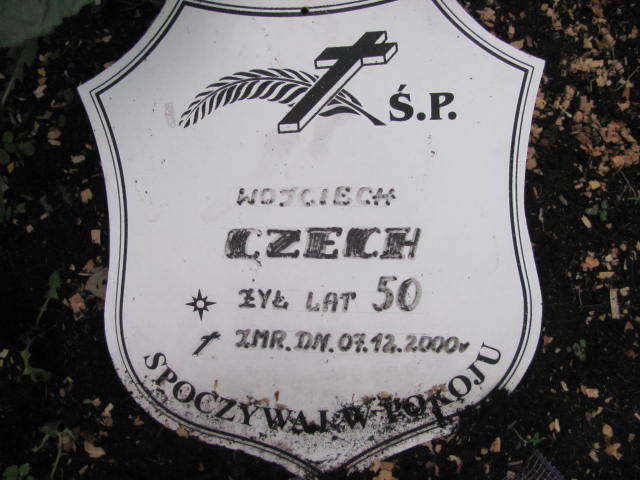 Ś.P.
WOJCIECH
CZECH
ŻYŁ LAT 50
ZMR. DN. 07.12.2000r
SPOCZYWAJ W POKOJU